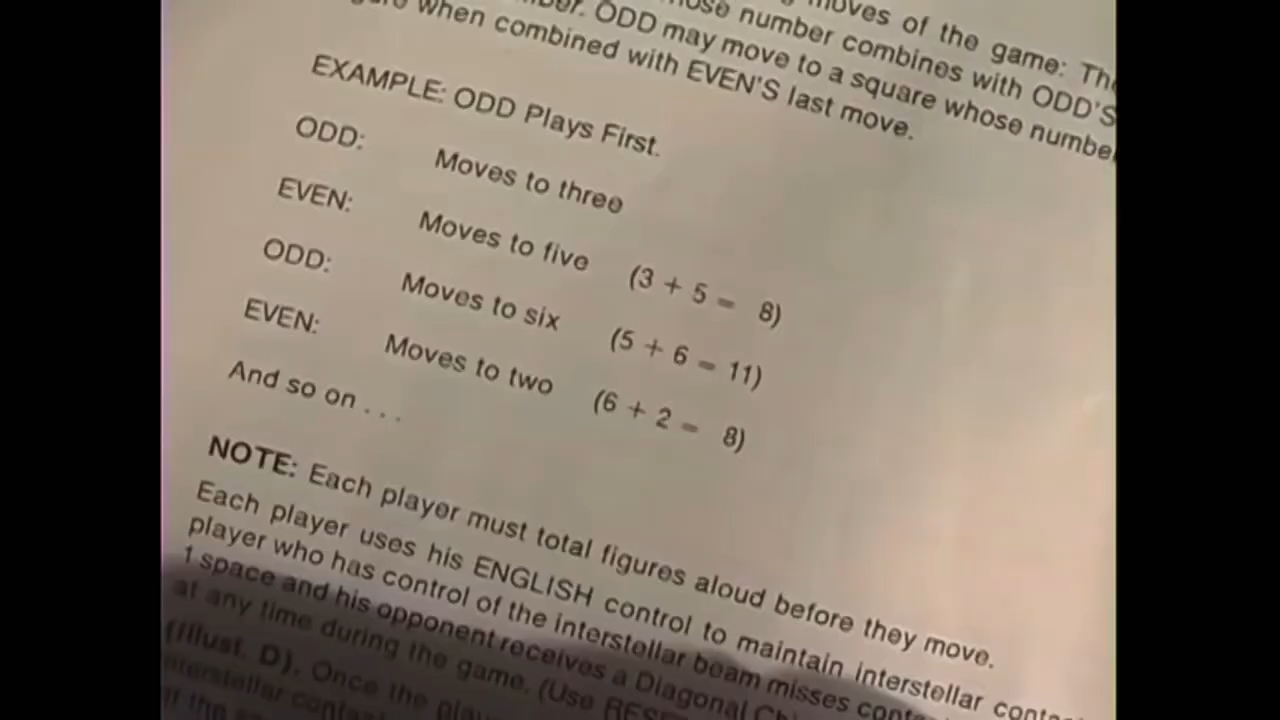 moves of the game: The
number combines with ODD'S
ODD may move to a square whose number
when combined with EVEN'S last move.
EXAMPLE: ODD Plays First.
ODD: Moves to three
EVEN: Moves to five (3 + 5 = 8)
ODD: Moves to six (5 + 6 = 11)
EVEN: Moves to two (6 + 2 = 8)
And so on . . .
NOTE: Each player must total figures aloud before they move.
Each player uses his ENGLISH control to maintain interstellar
player who has control of the interstellar beam misses
1 space and his opponent receives a Diagonal
at any time during the game. (Use
(Illust. D). Once the